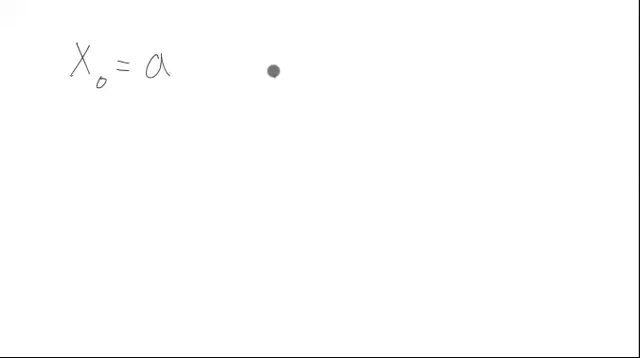 X₀ = a